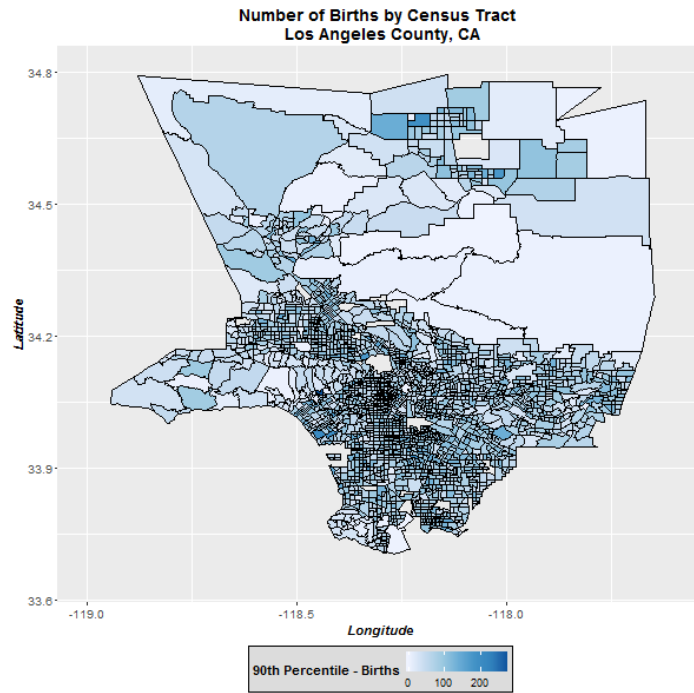 Number of Births by Census Tract
Los Angeles County, CA
34.8
34.5
34.2
33.9
33.6
Latitude
-119.0
-118.5
-118.0
Longitude
90th Percentile - Births
0
100
200